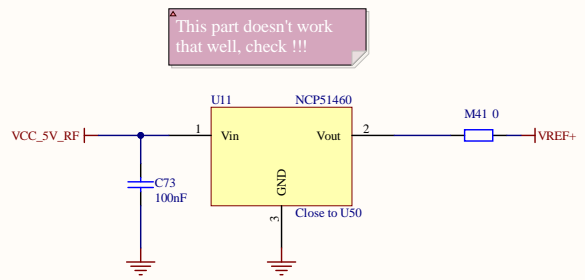 This part doesn't work
that well, check !!!
U11 NCP51460
M41 0
VCC_5V_RF 1 Vin Vout 2 VREF+
C73
100nF
GND
Close to U50
3